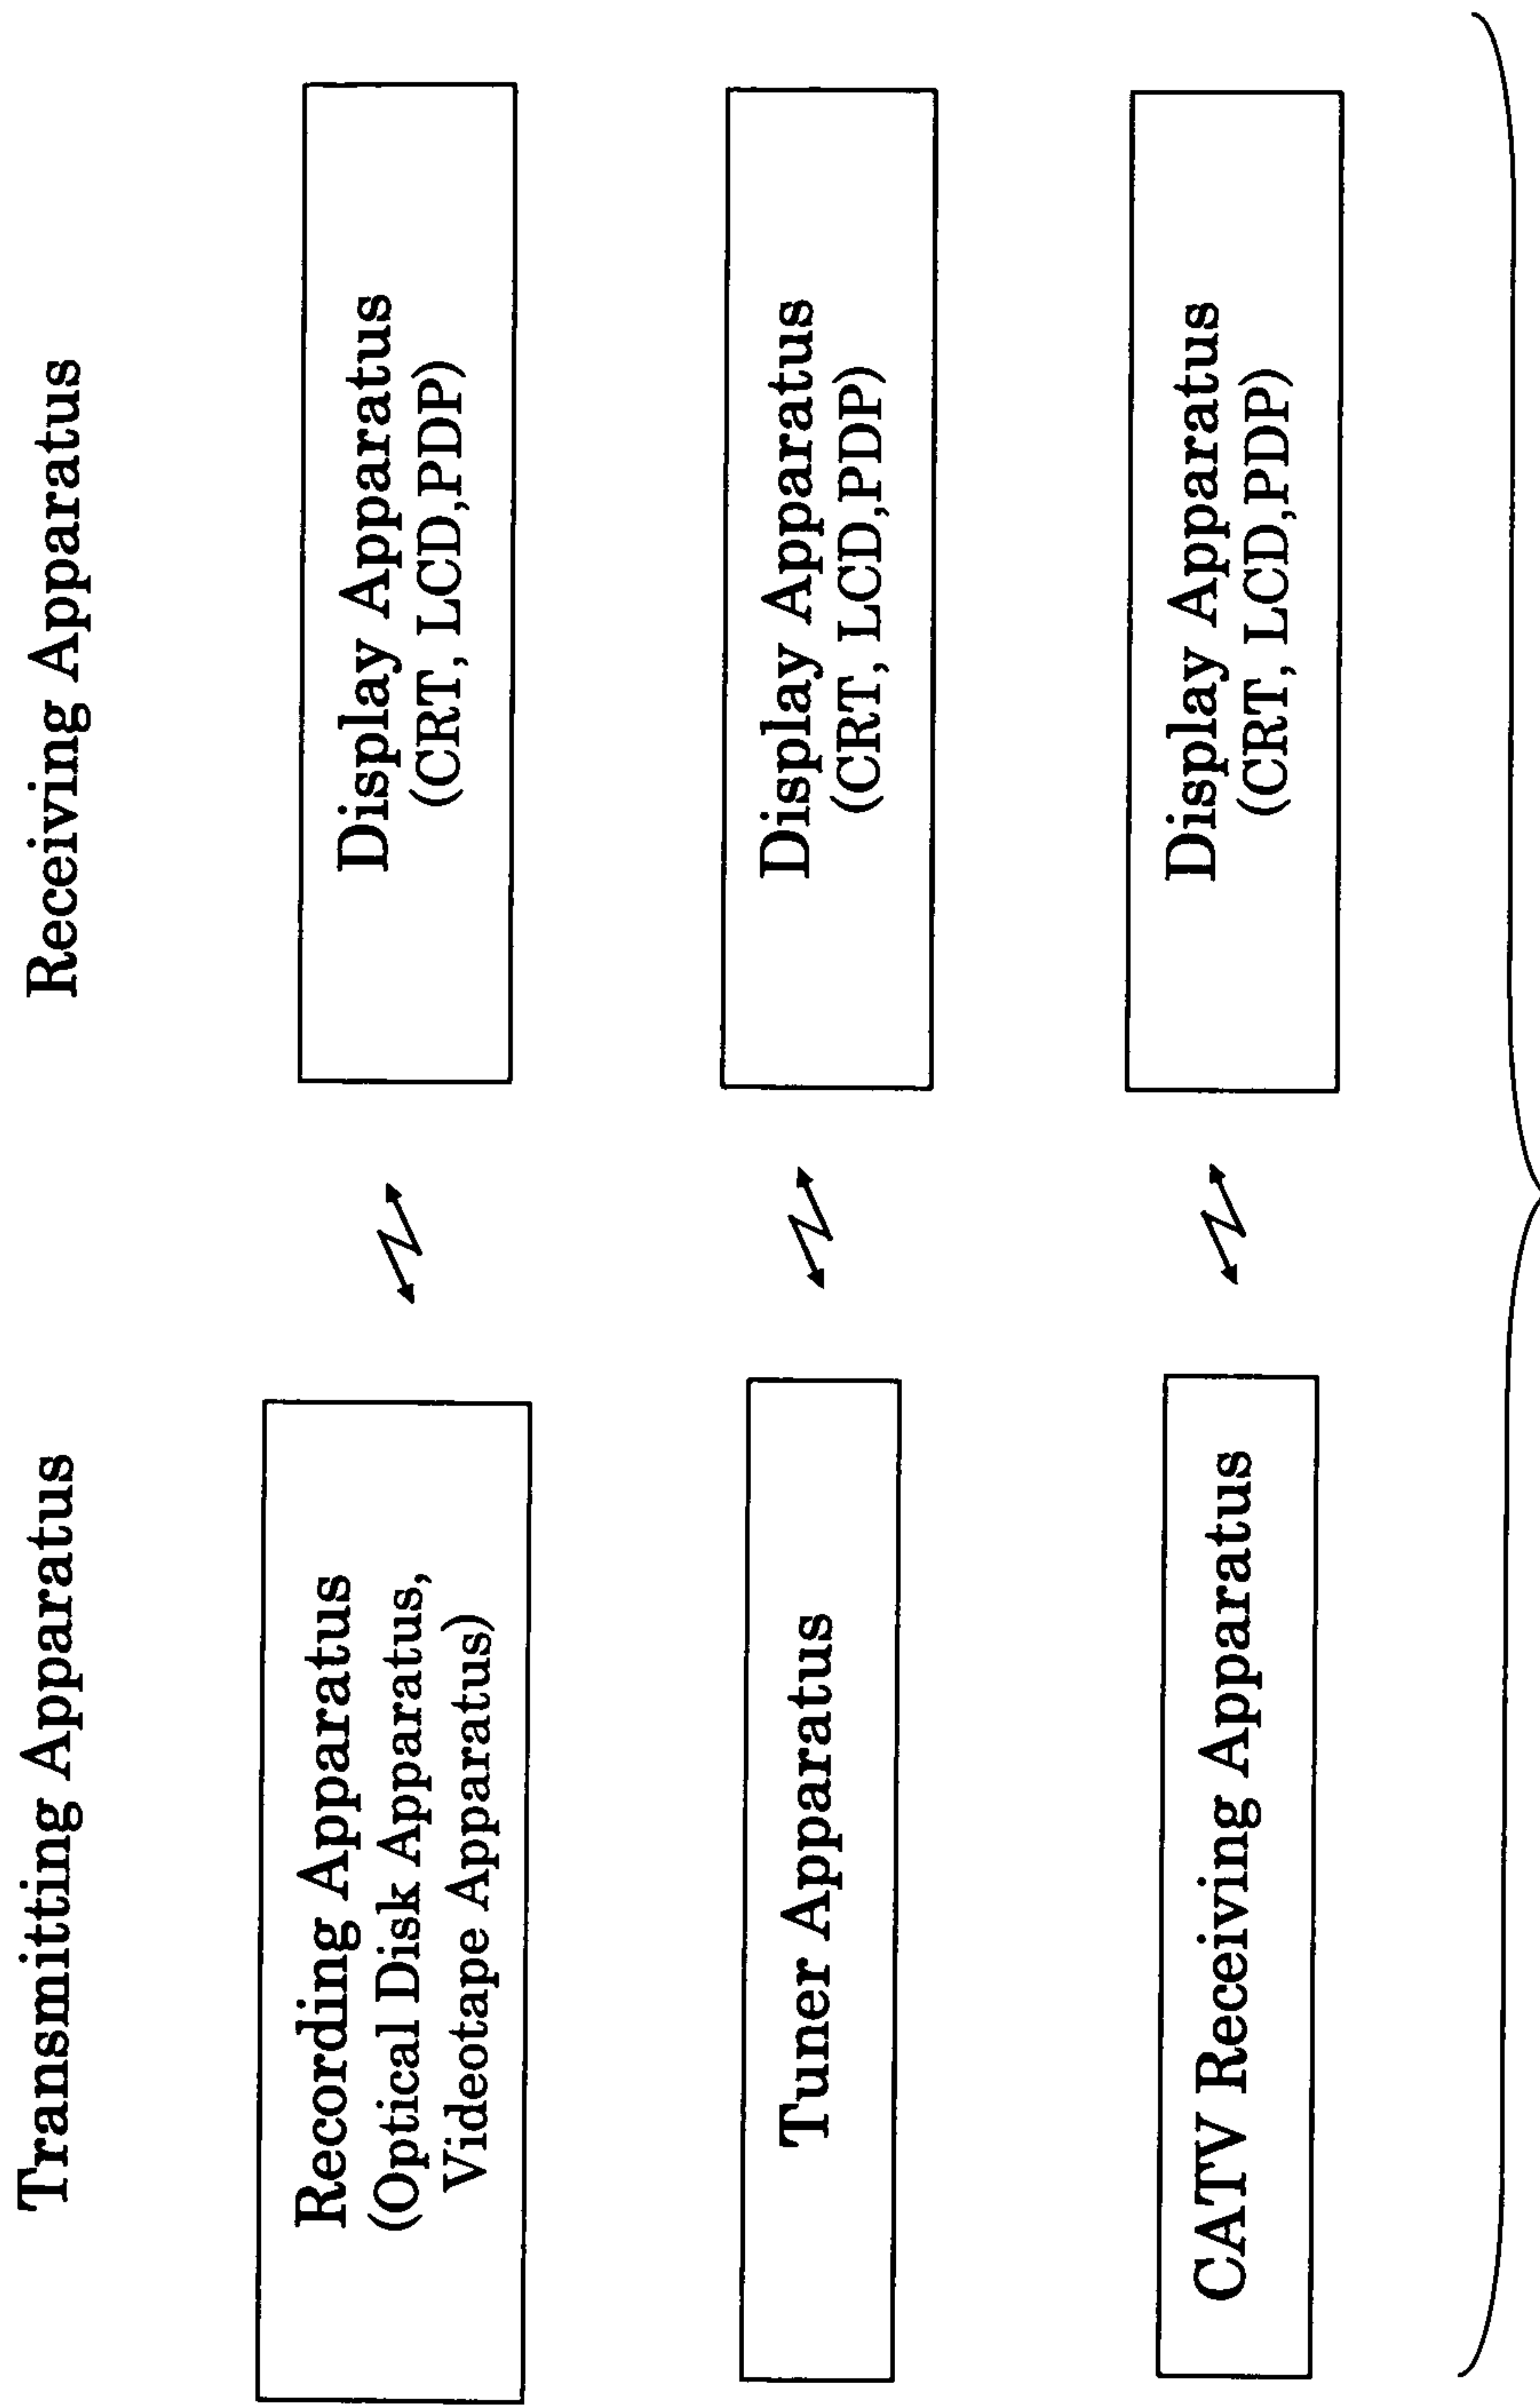 Transmitting Apparatus
Receiving Apparatus
Recording Apparatus
(Optical Disk Apparatus,
Videotape Apparatus)
Display Apparatus
(CRT, LCD,PDP)
Tuner Apparatus
Display Apparatus
(CRT, LCD,PDP)
CATV Receiving Apparatus
Display Apparatus
(CRT, LCD,PDP)